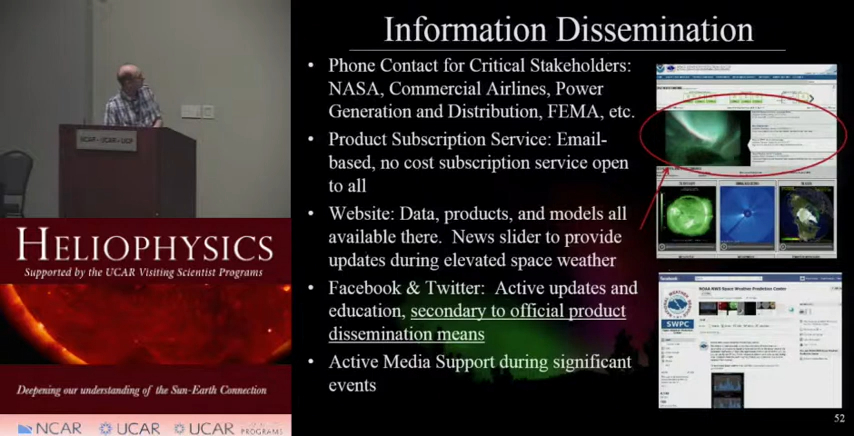 Information Dissemination
• Phone Contact for Critical Stakeholders:
NASA, Commercial Airlines, Power
Generation and Distribution, FEMA, etc.
• Product Subscription Service: Email-
based, no cost subscription service open
to all
• Website: Data, products, and models all
available there. News slider to provide
updates during elevated space weather
• Facebook & Twitter: Active updates and
education, secondary to official product
dissemination means
• Active Media Support during significant
events
facebook
NOAA NWS Space Weather Prediction Center
SWPC
52
UCAR • UCAR • UCP
HELIOPHYSICS
Supported by the UCAR Visiting Scientist Programs
Deepening our understanding of the Sun-Earth Connection
NCAR UCAR UCAR PROGRAMS